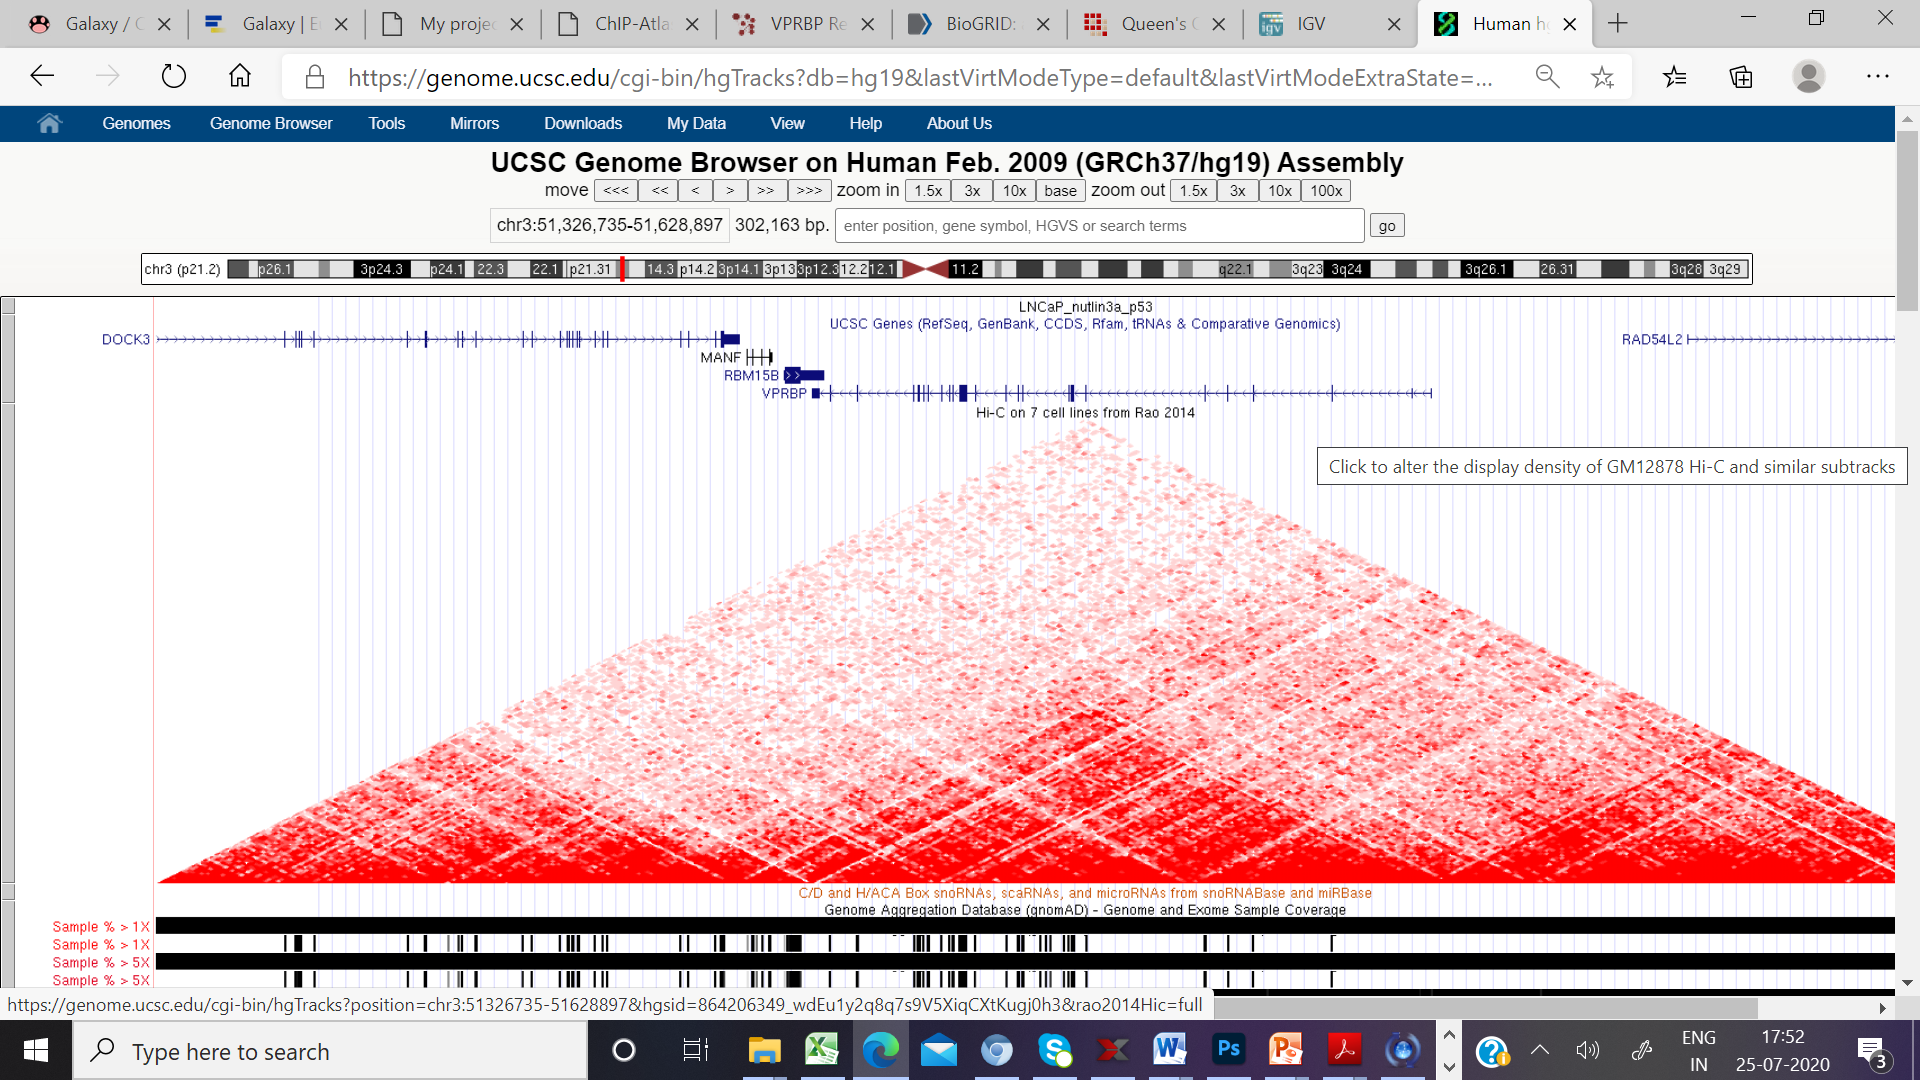 Galaxy / C
Galaxy | E
My projec
ChIP-Atla
VPRBP Re
BioGRID:
Queen's
IGV
Human h
https://genome.ucsc.edu/cgi-bin/hgTracks?db=hg19&lastVirtModeType=default&lastVirtModeExtraState=...
Genomes Genome Browser Tools Mirrors Downloads My Data View Help About Us
UCSC Genome Browser on Human Feb. 2009 (GRCh37/hg19) Assembly
move <<< << < > >> >>> zoom in 1.5x 3x 10x base zoom out 1.5x 3x 10x 100x
chr3:51,326,735-51,628,897 302,163 bp. enter position, gene symbol, HGVS or search terms go
chr3 (p21.2) p26.1 3p24.3 p24.1 22.3 22.1 p21.31 14.3 p14.2 3p14.1 3p13 3p12.3 12.2 12.1 11.2 q22.1 3q23 3q24 3q26.1 26.31 3q28 3q29
LNCaP_nutlin3a_p53
UCSC Genes (RefSeq, GenBank, CCDS, Rfam, tRNAs & Comparative Genomics)
DOCK3 RAD54L2
MANF
RBM15B
VPRBP
Hi-C on 7 cell lines from Rao 2014
Click to alter the display density of GM12878 Hi-C and similar subtracks
C/D and H/ACA Box snoRNAs, scaRNAs, and microRNAs from snoRNABase and miRBase
Genome Aggregation Database (gnomAD) - Genome and Exome Sample Coverage
Sample % > 1X
Sample % > 1X
Sample % > 5X
Sample % > 5X
https://genome.ucsc.edu/cgi-bin/hgTracks?position=chr3:51326735-51628897&hgsid=864206349_wdEu1y2q8q7s9V5XiqCXtKugj0h3&rao2014Hic=full
Type here to search
Ps
ENG
IN
17:52
25-07-2020
3